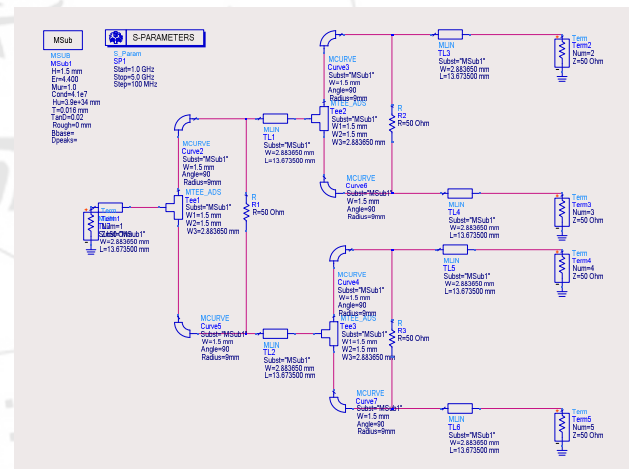 MSub
MSUB
MSub1
H=1.5 mm
Er=4.400
Mur=1.0
Cond=4.1e7
Hu=3.9e+34 mm
T=0.016 mm
TanD=0.02
Rough=0 mm
Bbase=
Dpeaks=
S-PARAMETERS
S_Param
SP1
Start=1.0 GHz
Stop=5.0 GHz
Step=100 MHz
Term
Term1
Num=1
W=2.883650 mm
L=13.673500 mm
MCURVE
Curve2
Subst="MSub1"
W=1.5 mm
Angle=90
Radius=9mm
MTEE_ADS
Tee1
Subst="MSub1"
W1=1.5 mm
W2=1.5 mm
W3=2.883650 mm
MCURVE
Curve5
Subst="MSub1"
W=1.5 mm
Angle=90
Radius=9mm
R
R1
R=50 Ohm
MLIN
TL1
Subst="MSub1"
W=2.883650 mm
L=13.673500 mm
MLIN
TL2
Subst="MSub1"
W=2.883650 mm
L=13.673500 mm
MCURVE
Curve3
Subst="MSub1"
W=1.5 mm
Angle=90
Radius=9mm
MTEE_ADS
Tee2
Subst="MSub1"
W1=1.5 mm
W2=1.5 mm
W3=2.883650 mm
MCURVE
Curve6
Subst="MSub1"
W=1.5 mm
Angle=90
Radius=9mm
R
R2
R=50 Ohm
MLIN
TL3
Subst="MSub1"
W=2.883650 mm
L=13.673500 mm
Term
Term2
Num=2
Z=50 Ohm
MLIN
TL4
Subst="MSub1"
W=2.883650 mm
L=13.673500 mm
Term
Term3
Num=3
Z=50 Ohm
MCURVE
Curve4
Subst="MSub1"
W=1.5 mm
Angle=90
Radius=9mm
MTEE_ADS
Tee3
Subst="MSub1"
W1=1.5 mm
W2=1.5 mm
W3=2.883650 mm
MCURVE
Curve7
Subst="MSub1"
W=1.5 mm
Angle=90
Radius=9mm
R
R3
R=50 Ohm
MLIN
TL5
Subst="MSub1"
W=2.883650 mm
L=13.673500 mm
Term
Term4
Num=4
Z=50 Ohm
MLIN
TL6
Subst="MSub1"
W=2.883650 mm
L=13.673500 mm
Term
Term5
Num=5
Z=50 Ohm